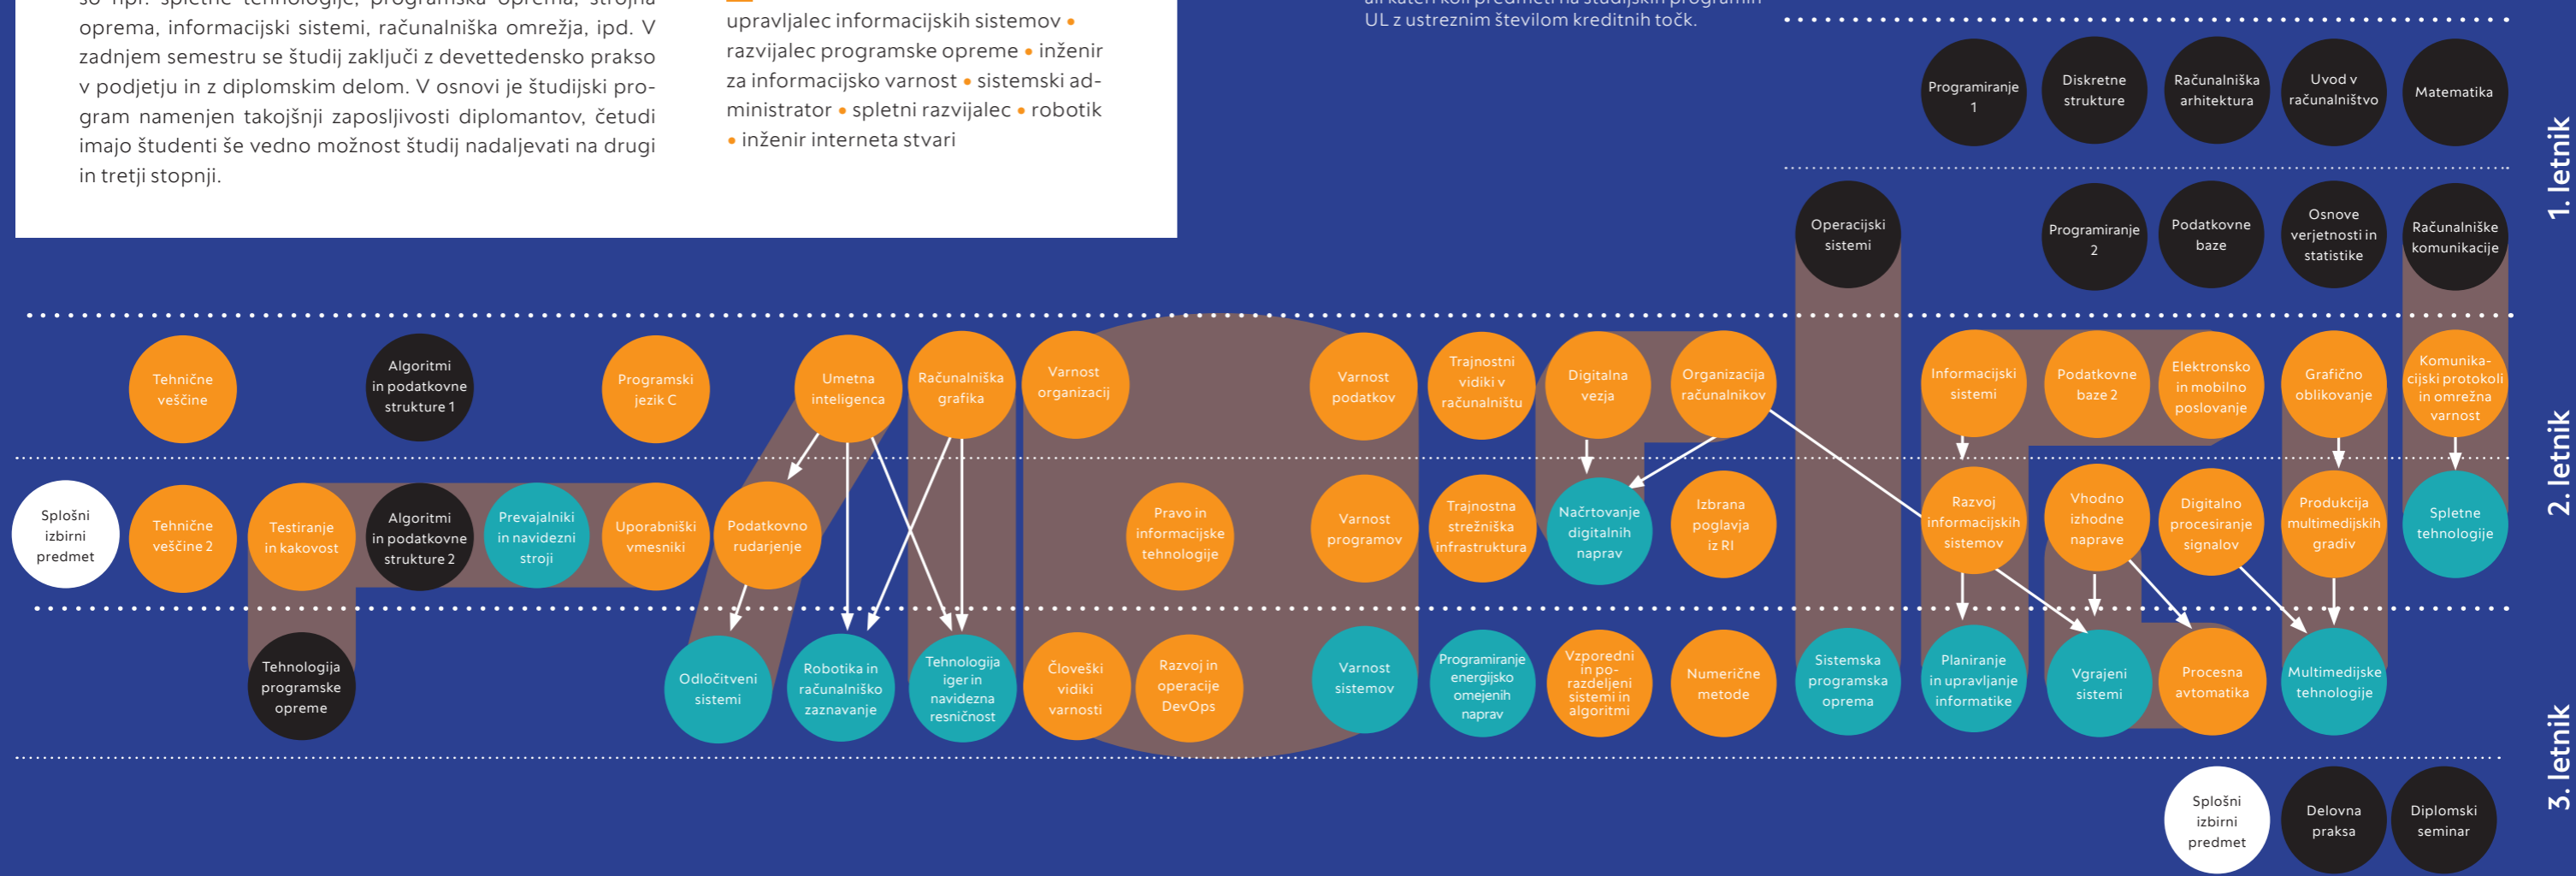 so npr. spletne tehnologije, programska oprema, strojna
oprema, informacijski sistemi, računalniška omrežja, ipd. V
zadnjem semestru se študij zaključi z devettedensko prakso
v podjetju in z diplomskim delom. V osnovi je študijski pro-
gram namenjen takojšnji zaposljivosti diplomantov, četudi
imajo študenti še vedno možnost študij nadaljevati na drugi
in tretji stopnji.
upravljalec informacijskih sistemov •
razvijalec programske opreme • inženir
za informacijsko varnost • sistemski ad-
ministrator • spletni razvijalec • robotik
• inženir interneta stvari
ali kateri koli predmeti na študijskih programih
UL z ustreznim številom kreditnih točk.
1. letnik
Programiranje
1
Diskretne
strukture
Računalniška
arhitektura
Uvod v
računalništvo
Matematika
Operacijski
sistemi
Programiranje
2
Podatkovne
baze
Osnove
verjetnosti in
statistike
Računalniške
komunikacije
2. letnik
Tehnične
veščine
Algoritmi
in podatkovne
strukture 1
Programski
jezik C
Umetna
inteligenca
Računalniška
grafika
Varnost
organizacij
Varnost
podatkov
Trajnostni
vidiki v
računalništu
Digitalna
vezja
Organizacija
računalnikov
Informacijski
sistemi
Podatkovne
baze 2
Elektronsko
in mobilno
poslovanje
Grafično
oblikovanje
Komunika-
cijski protokoli
in omrežna
varnost
Splošni
izbirni
predmet
Tehnične
veščine 2
Testiranje
in kakovost
Algoritmi
in podatkovne
strukture 2
Prevajalniki
in navidezni
stroji
Uporabniški
vmesniki
Podatkovno
rudarjenje
Pravo in
informacijske
tehnologije
Varnost
programov
Trajnostna
strežniška
infrastruktura
Načrtovanje
digitalnih
naprav
Izbrana
poglavja
iz RI
Razvoj
informacijskih
sistemov
Vhodno
izhodne
naprave
Digitalno
procesiranje
signalov
Produkcija
multimedijskih
gradiv
Spletne
tehnologije
3. letnik
Tehnologija
programske
opreme
Odločitveni
sistemi
Robotika in
računalniško
zaznavanje
Tehnologija
iger in
navidezna
resničnost
Človeški
vidiki
varnosti
Razvoj in
operacije
DevOps
Varnost
sistemov
Programiranje
energijsko
omejenih
naprav
Vzporedni
in po-
razdeljeni
sistemi in
algoritmi
Numerične
metode
Sistemska
programska
oprema
Planiranje
in upravljanje
informatike
Vgrajeni
sistemi
Procesna
avtomatika
Multimedijske
tehnologije
Splošni
izbirni
predmet
Delovna
praksa
Diplomski
seminar